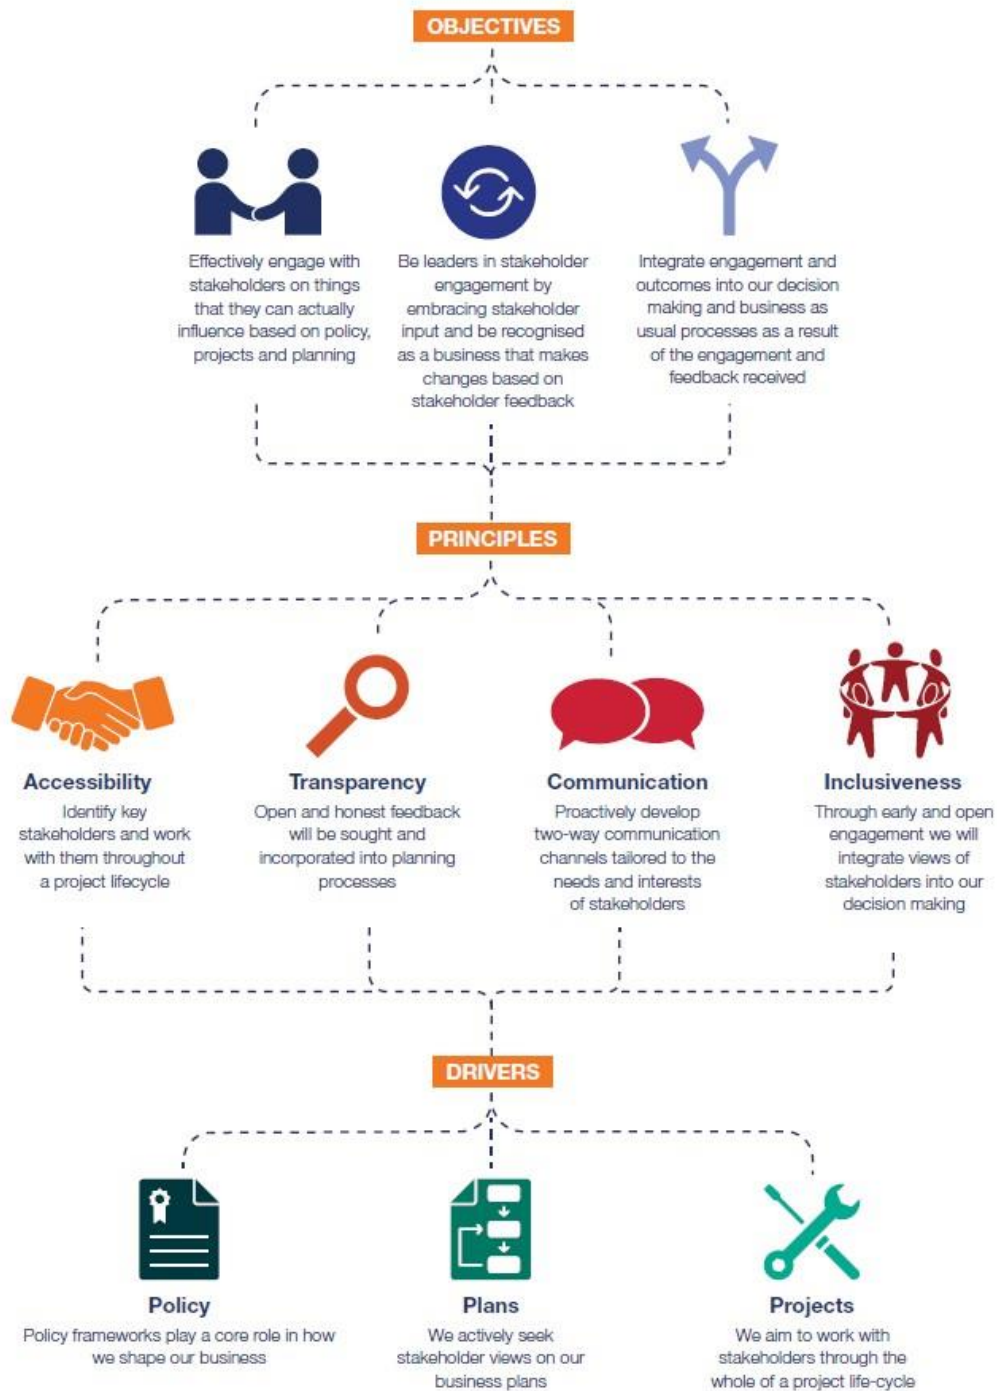 OBJECTIVES
Effectively engage with
stakeholders on things
that they can actually
influence based on policy,
projects and planning
Be leaders in stakeholder
engagement by
embracing stakeholder
input and be recognised
as a business that makes
changes based on
stakeholder feedback
Integrate engagement and
outcomes into our decision
making and business as
usual processes as a result
of the engagement and
feedback received
PRINCIPLES
Accessibility
Identify key
stakeholders and work
with them throughout
a project lifecycle
Transparency
Open and honest feedback
will be sought and
incorporated into planning
processes
Communication
Proactively develop
two-way communication
channels tailored to the
needs and interests
of stakeholders
Inclusiveness
Through early and open
engagement we will
integrate views of
stakeholders into our
decision making
DRIVERS
Policy
Policy frameworks play a core role in how
we shape our business
Plans
We actively seek
stakeholder views on our
business plans
Projects
We aim to work with
stakeholders through the
whole of a project life-cycle